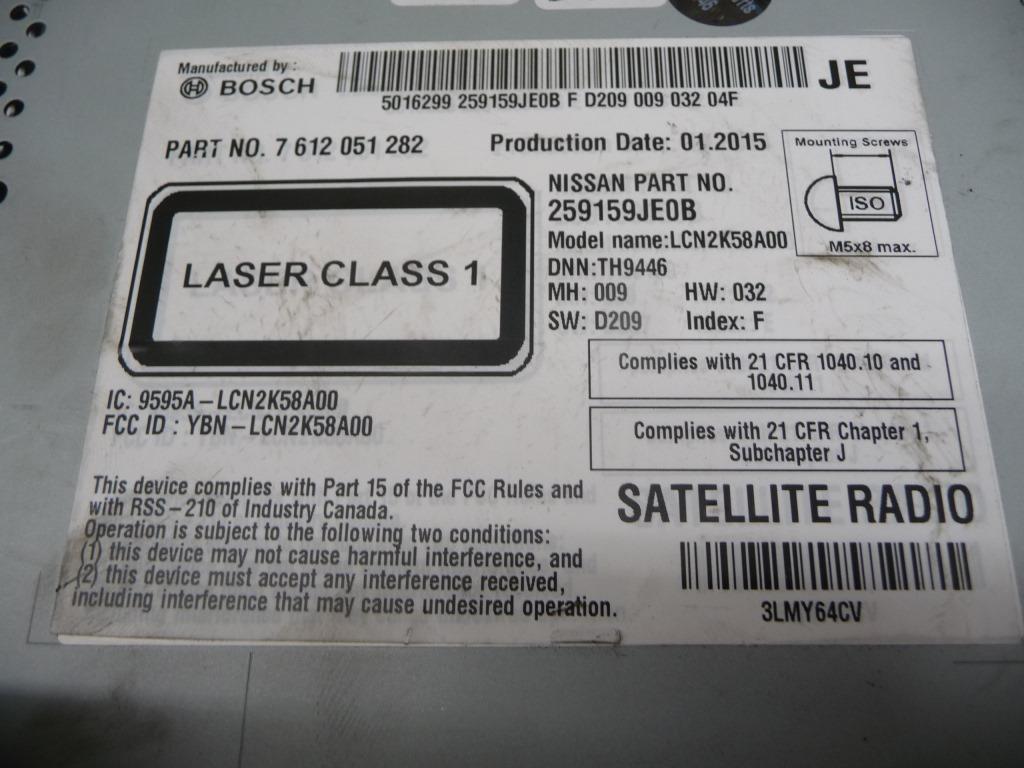 Manufactured by :
BOSCH
JE
5016299 259159JE0B F D209 009 032 04F
PART NO. 7 612 051 282
Production Date: 01.2015
Mounting Screws
ISO
M5x8 max.
LASER CLASS 1
NISSAN PART NO.
259159JE0B
Model name:LCN2K58A00
DNN:TH9446
MH: 009 HW: 032
SW: D209 Index: F
Complies with 21 CFR 1040.10 and
1040.11
Complies with 21 CFR Chapter 1,
Subchapter J
IC: 9595A–LCN2K58A00
FCC ID : YBN–LCN2K58A00
This device complies with Part 15 of the FCC Rules and
with RSS–210 of Industry Canada.
Operation is subject to the following two conditions:
(1) this device may not cause harmful interference, and
(2) this device must accept any interference received,
including interference that may cause undesired operation.
SATELLITE RADIO
3LMY64CV